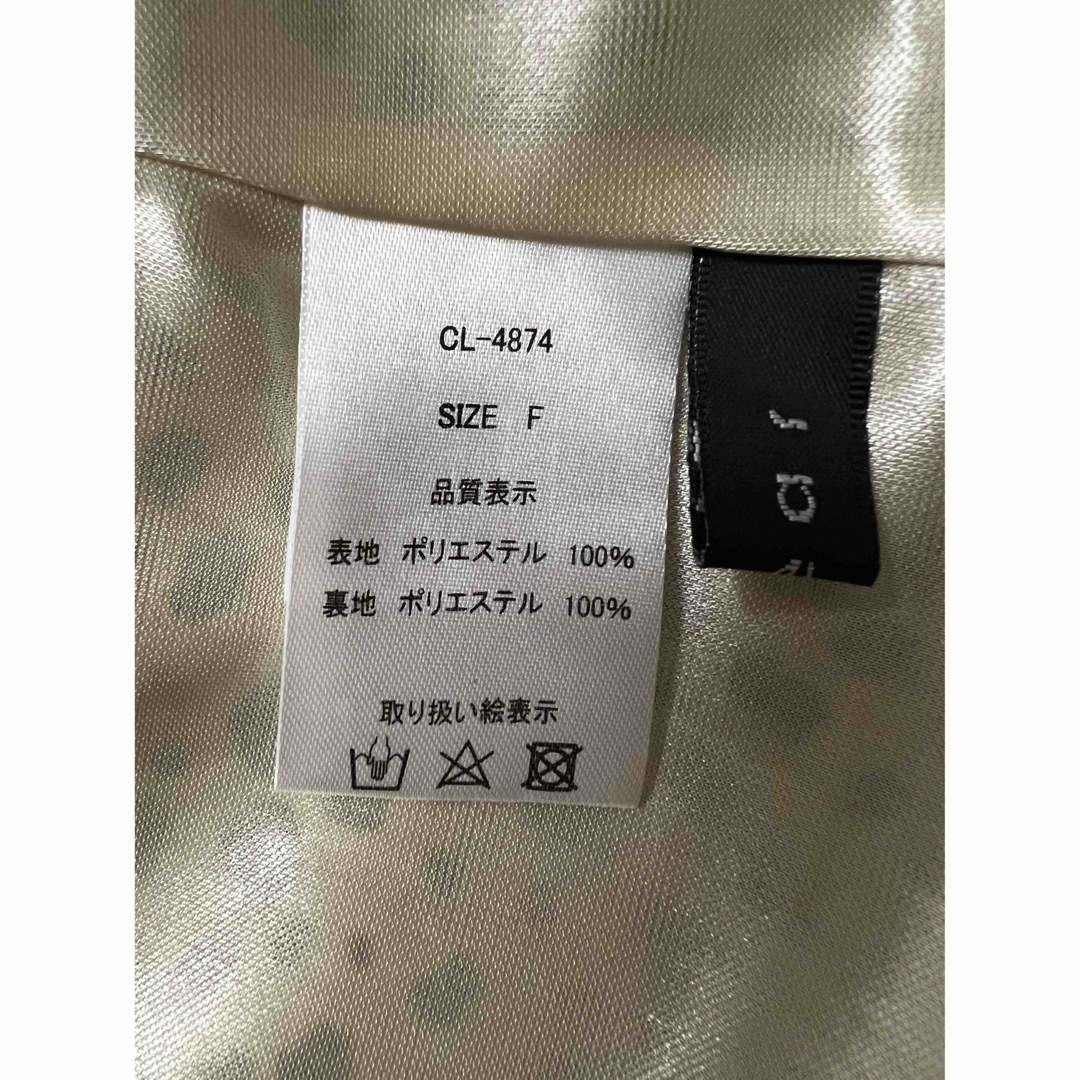 CL-4874
SIZE F
品質表示
表地 ポリエステル 100%
裏地 ポリエステル 100%
取り扱い絵表示